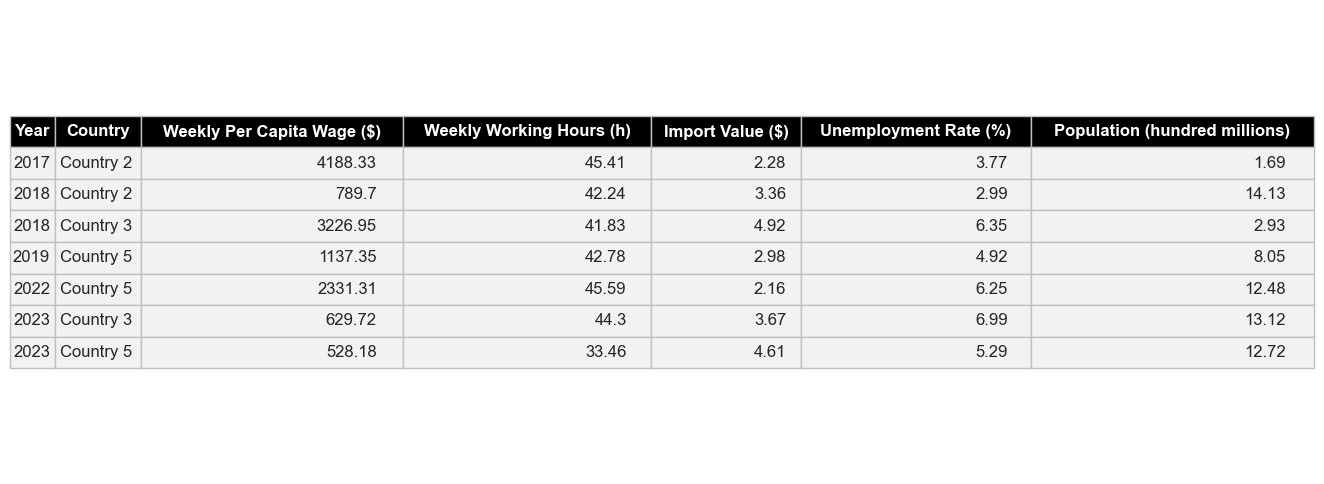 Year Country Weekly Per Capita Wage ($) Weekly Working Hours (h) Import Value ($) Unemployment Rate (%) Population (hundred millions)
2017 Country 2 4188.33 45.41 2.28 3.77 1.69
2018 Country 2 789.7 42.24 3.36 2.99 14.13
2018 Country 3 3226.95 41.83 4.92 6.35 2.93
2019 Country 5 1137.35 42.78 2.98 4.92 8.05
2022 Country 5 2331.31 45.59 2.16 6.25 12.48
2023 Country 3 629.72 44.3 3.67 6.99 13.12
2023 Country 5 528.18 33.46 4.61 5.29 12.72